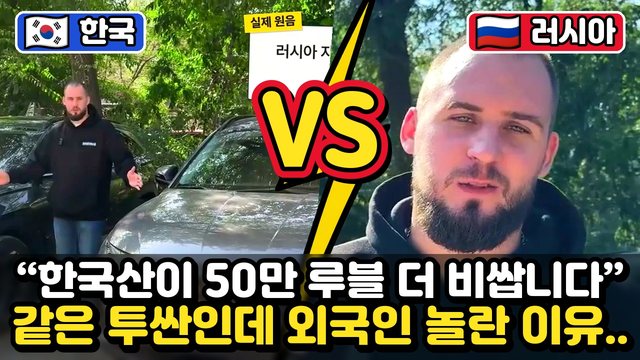 한국
실제 원음
러시아 지
VS
러시아
“한국산이 50만 루블 더 비쌉니다”
같은 투싼인데 외국인 놀란 이유..